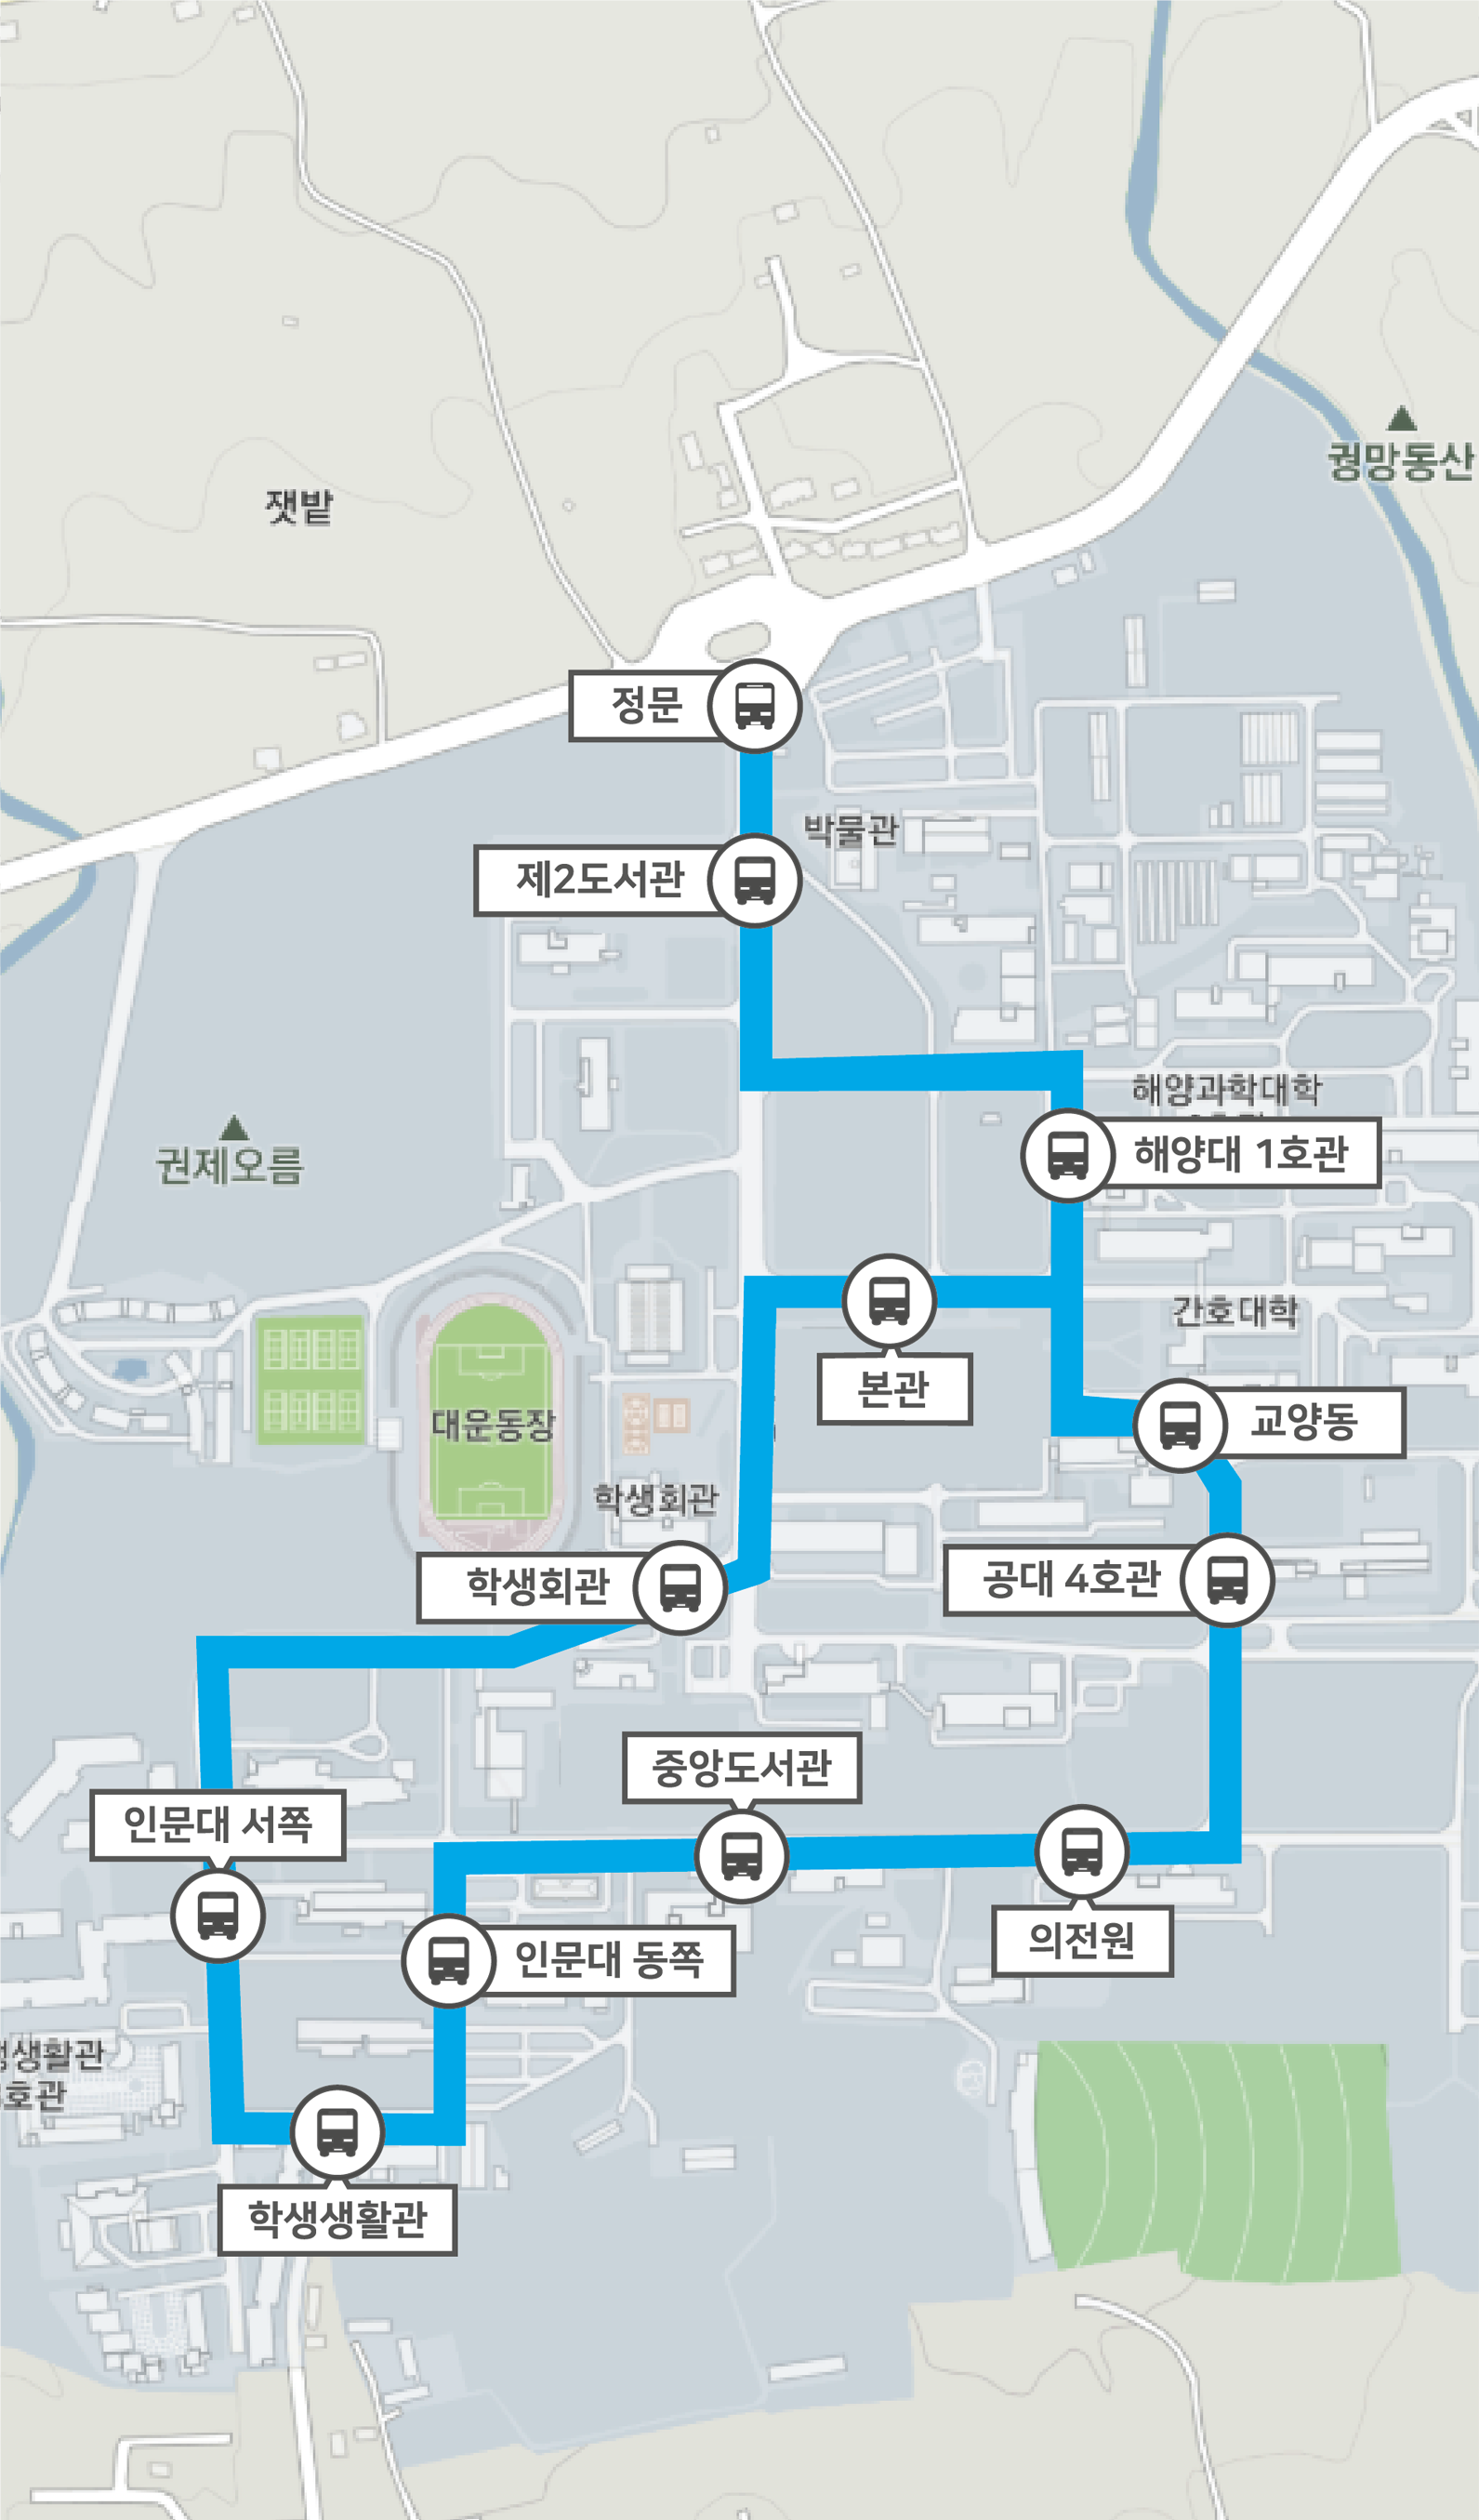 궝망동산
잿밭
정문
박물관
제2도서관
해양과학대학
해양대 1호관
권제오름
간호대학
본관
대운동장
교양동
학생회관
공대 4호관
학생회관
중앙도서관
인문대 서쪽
의전원
인문대 동쪽
생활관
호관
학생생활관